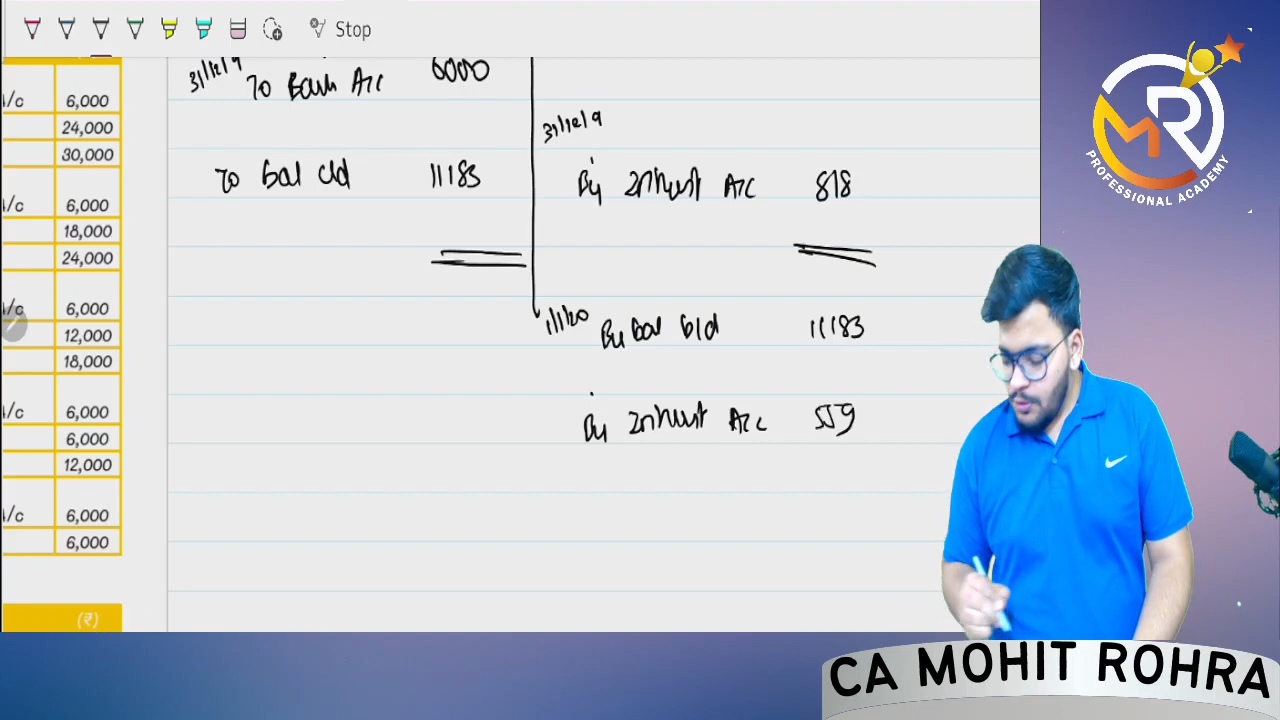 Stop
31/12/19 To Bank A/c 6000
31/12/19
To bal c/d 11183
By Interest A/c 818
1/1/20 By bal b/d 11183
By Interest A/c 559
A/c 6,000
24,000
30,000
A/c 6,000
18,000
24,000
A/c 6,000
12,000
18,000
A/c 6,000
6,000
12,000
A/c 6,000
6,000
(₹)
MR
PROFESSIONAL ACADEMY
CA MOHIT ROHRA